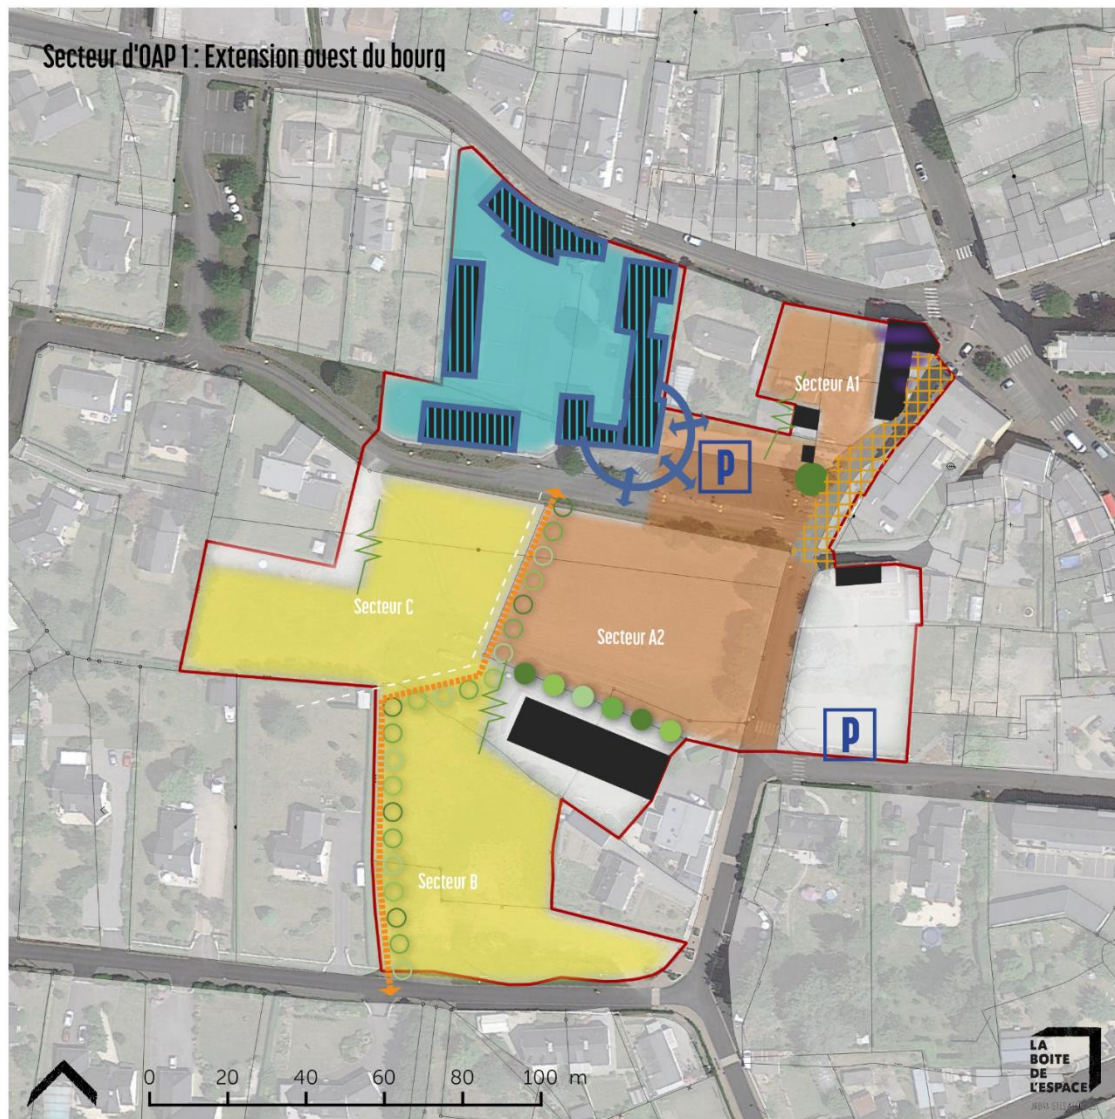 Secteur d'OAP 1 : Extension ouest du bourg
Secteur A1
P
Secteur C
Secteur A2
P
Secteur B
0 20 40 60 80 100 m
LA
BOITE
DE
L'ESPACE